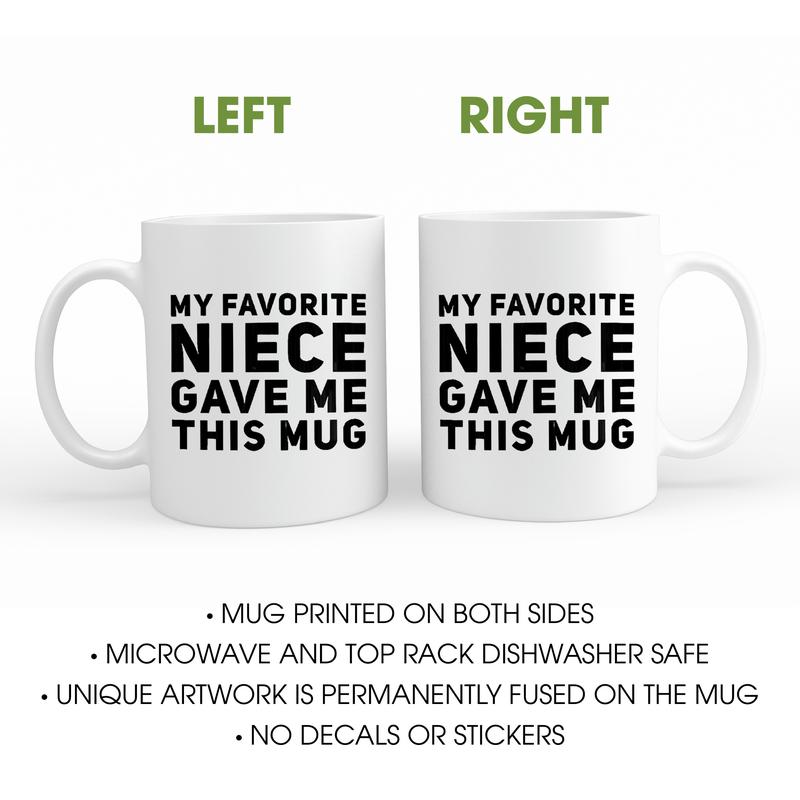 LEFT
RIGHT
MY FAVORITE
NIECE
GAVE ME
THIS MUG
MY FAVORITE
NIECE
GAVE ME
THIS MUG
• MUG PRINTED ON BOTH SIDES
• MICROWAVE AND TOP RACK DISHWASHER SAFE
• UNIQUE ARTWORK IS PERMANENTLY FUSED ON THE MUG
• NO DECALS OR STICKERS